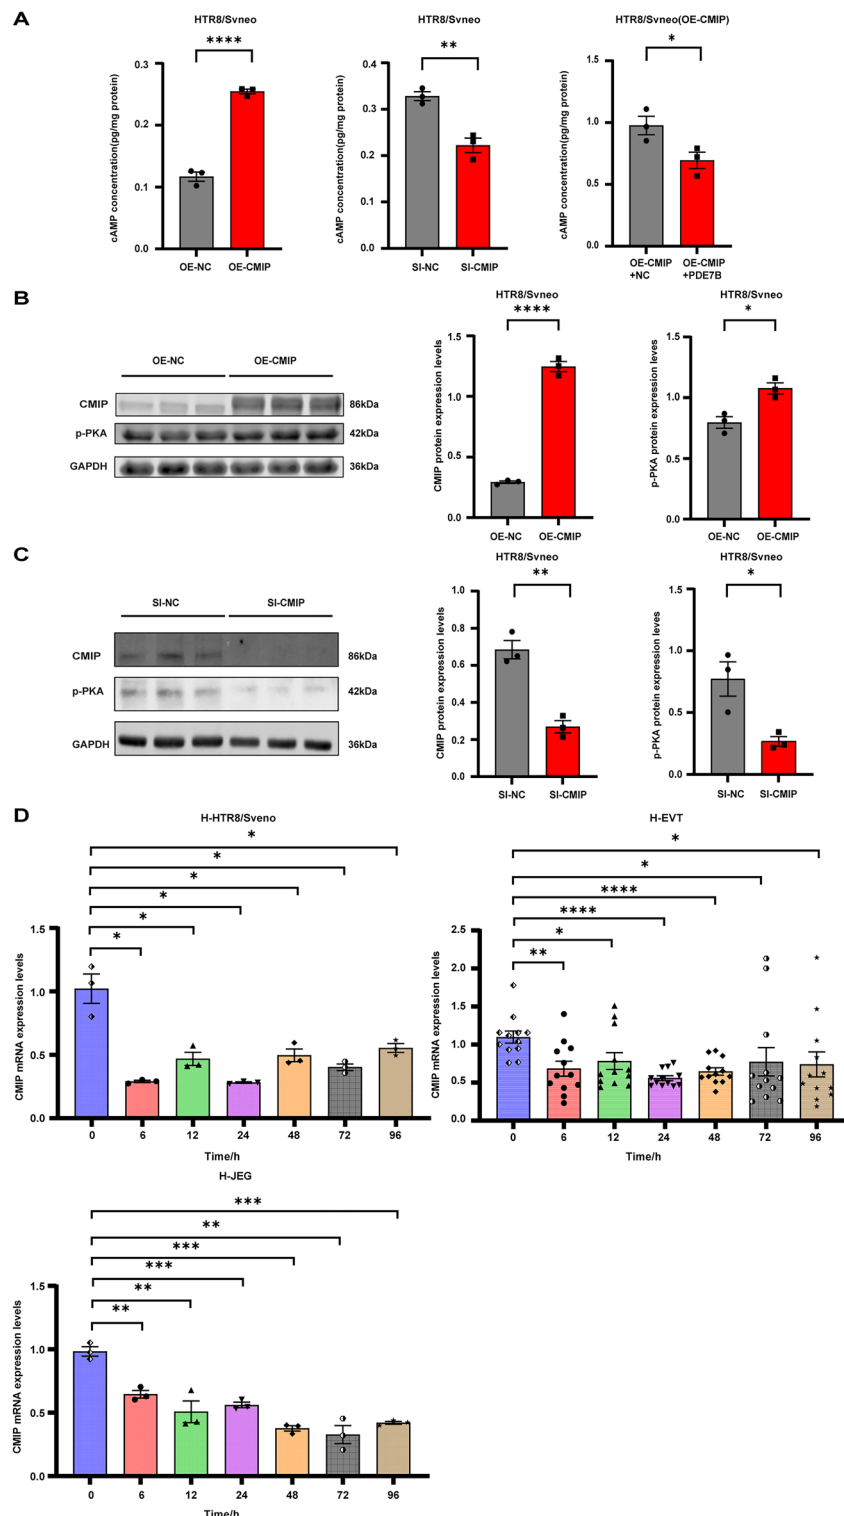 A
HTR8/Svneo
****
cAMP concentration(pg/mg protein)
0.3
0.2
0.1
0.0
OE-NC
OE-CMIP
HTR8/Svneo
**
cAMP concentration(pg/mg protein)
0.4
0.3
0.2
0.1
0.0
SI-NC
SI-CMIP
HTR8/Svneo(OE-CMIP)
*
cAMP concentration(pg/mg protein)
1.5
1.0
0.5
0.0
OE-CMIP
+NC
OE-CMIP
+PDE7B
B
OE-NC
OE-CMIP
CMIP
86kDa
p-PKA
42kDa
GAPDH
36kDa
HTR8/Svneo
****
CMIP protein expression levels
1.5
1.0
0.5
0.0
OE-NC
OE-CMIP
HTR8/Svneo
*
p-PKA protein expression leves
1.5
1.0
0.5
0.0
OE-NC
OE-CMIP
C
SI-NC
SI-CMIP
CMIP
86kDa
p-PKA
42kDa
GAPDH
36kDa
HTR8/Svneo
**
CMIP protein expression levels
1.0
0.8
0.6
0.4
0.2
0.0
SI-NC
SI-CMIP
HTR8/Svneo
*
p-PKA protein expression leves
1.5
1.0
0.5
0.0
SI-NC
SI-CMIP
D
H-HTR8/Sveno
*
*
*
*
*
*
CMIP mRNA expression levels
1.5
1.0
0.5
0.0
0 6 12 24 48 72 96
Time/h
H-EVT
*
*
****
****
*
**
CMIP mRNA expression levels
2.5
2.0
1.5
1.0
0.5
0.0
0 6 12 24 48 72 96
Time/h
H-JEG
***
**
***
***
**
**
CMIP mRNA expression levels
1.5
1.0
0.5
0.0
0 6 12 24 48 72 96
Time/h